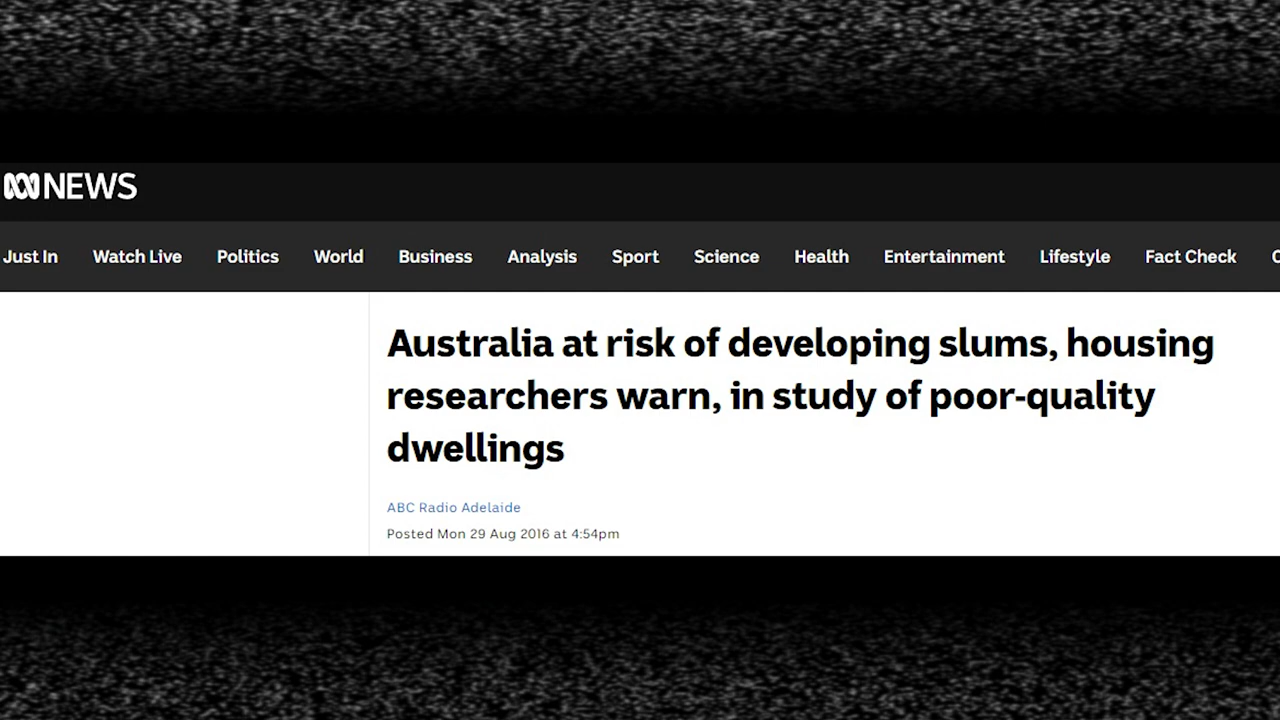 NEWS
Just In Watch Live Politics World Business Analysis Sport Science Health Entertainment Lifestyle Fact Check
Australia at risk of developing slums, housing
researchers warn, in study of poor-quality
dwellings
ABC Radio Adelaide
Posted Mon 29 Aug 2016 at 4:54pm